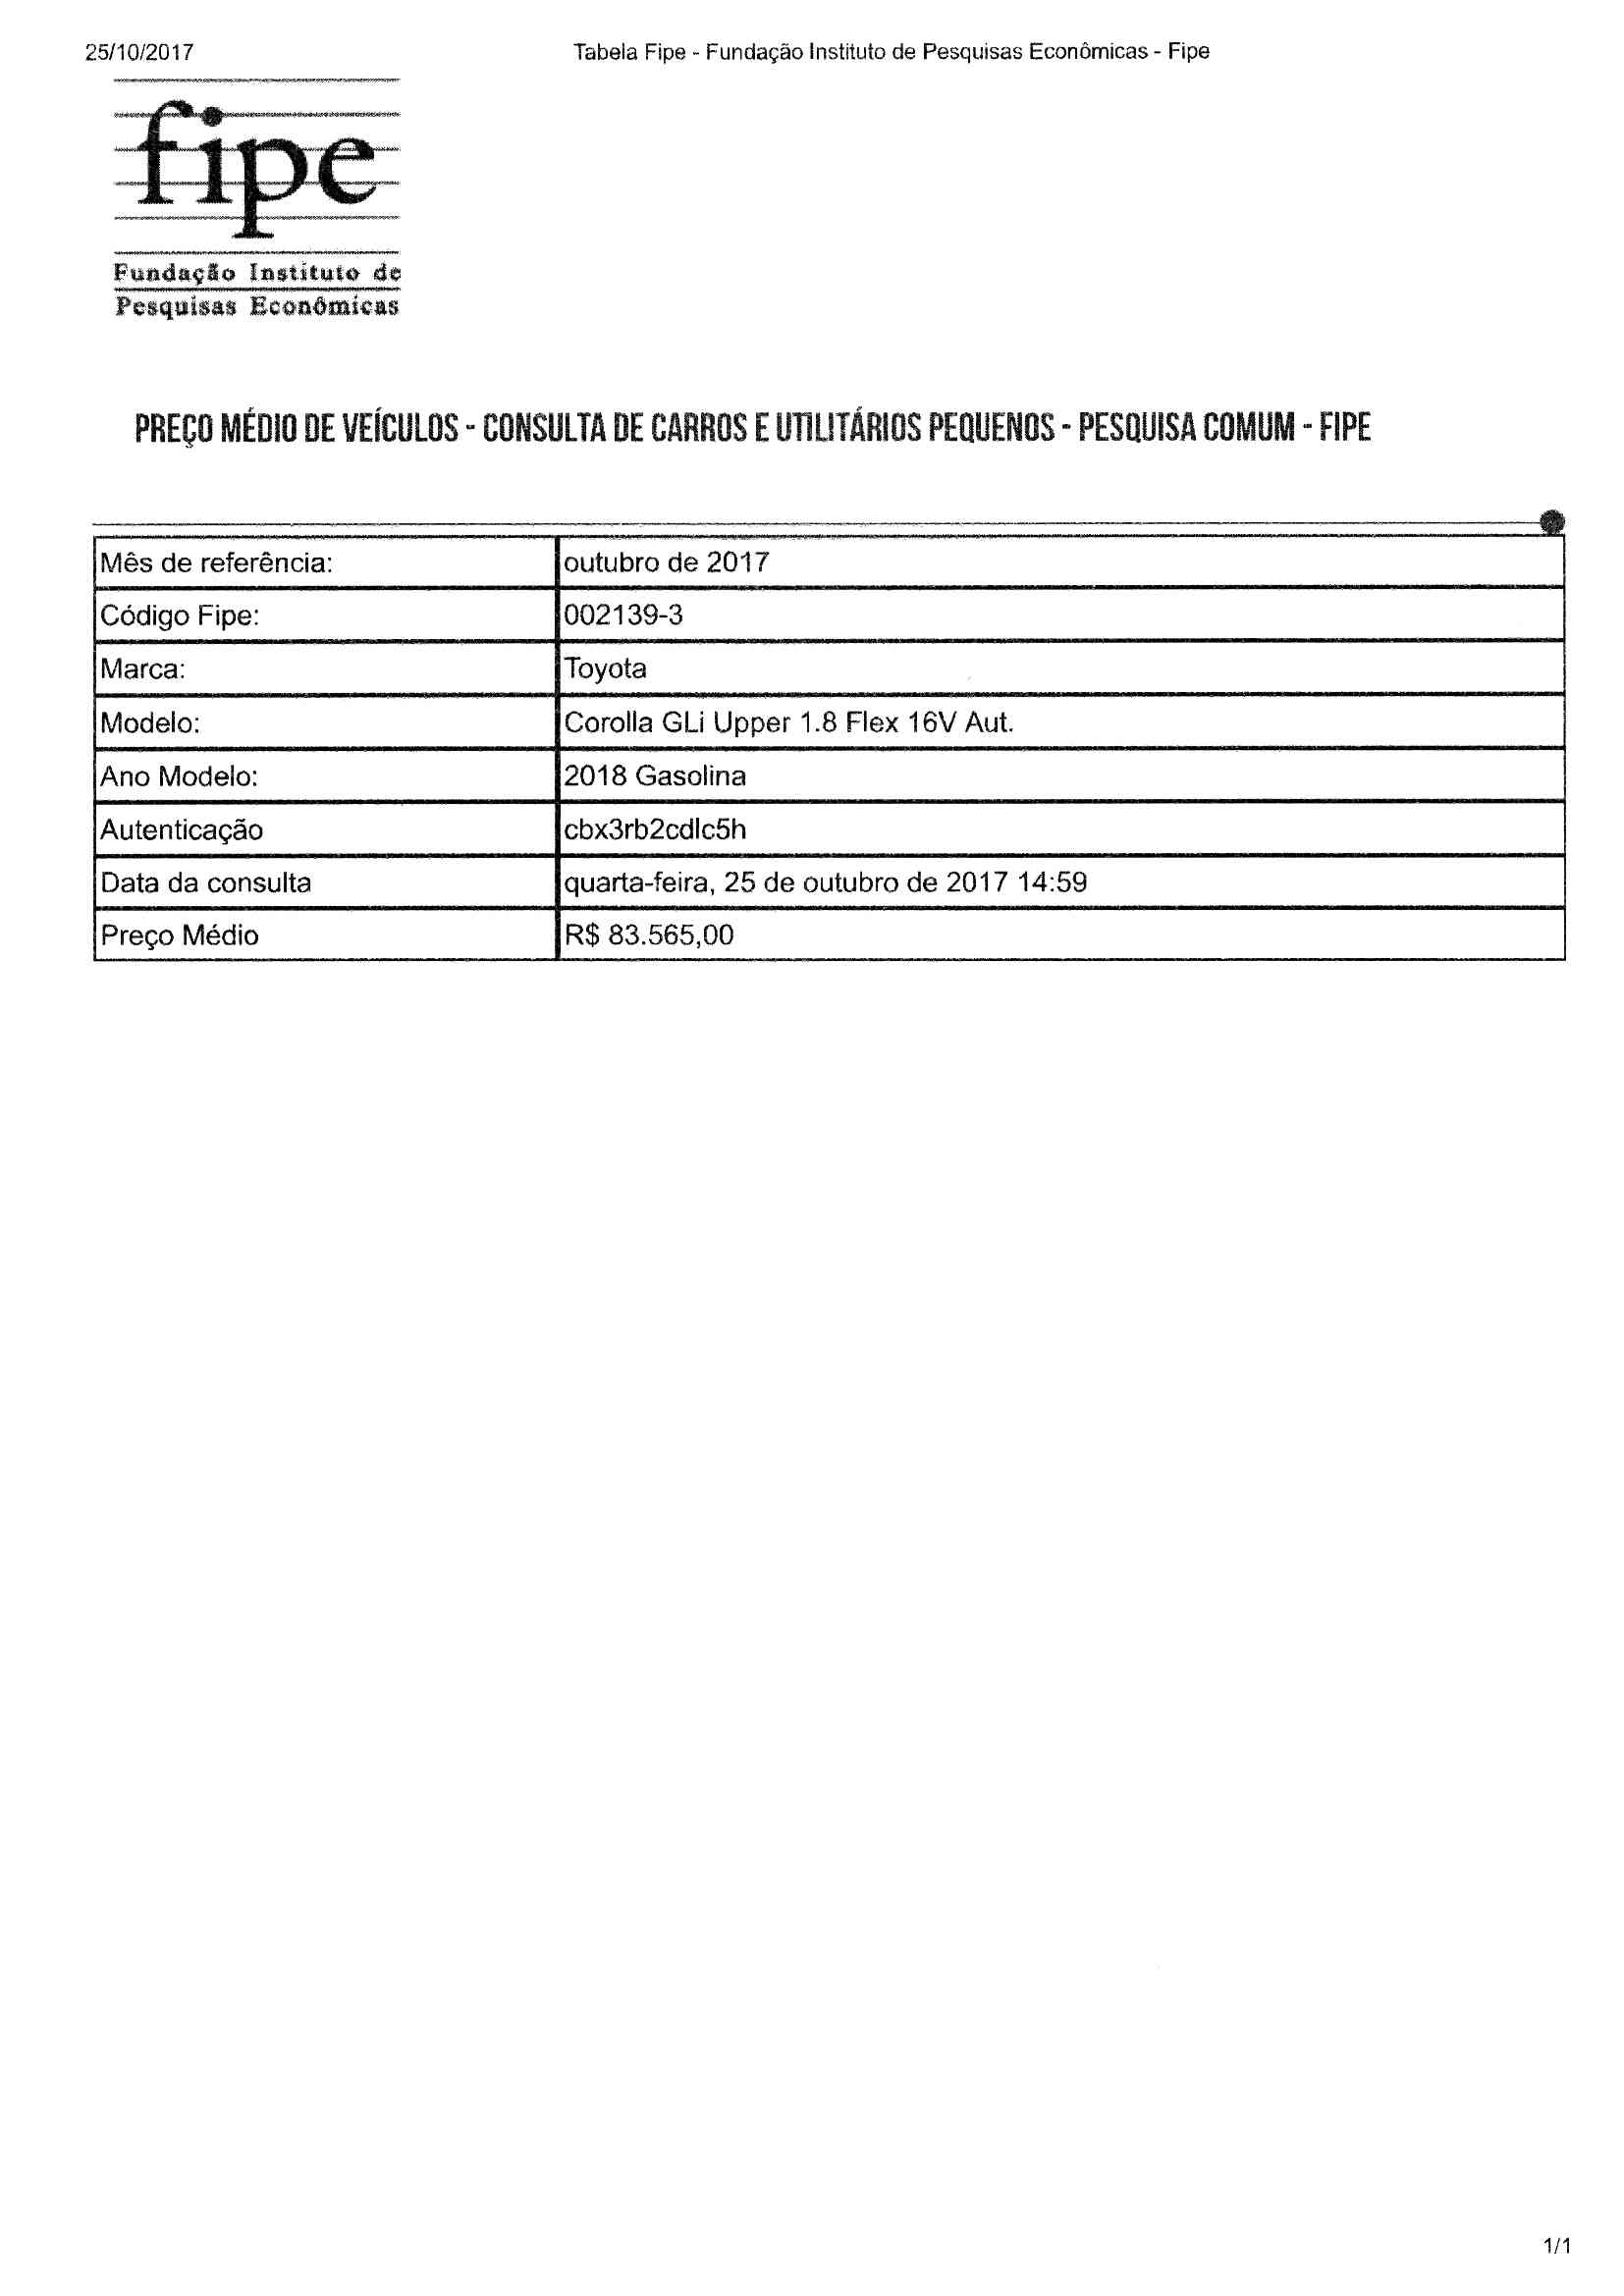 25/10/2017 Tabela Fipe - Fundação Instituto de Pesquisas Econômicas - Fipe
fipe
Fundação Instituto de
Pesquisas Econômicas
PREÇO MÉDIO DE VEÍCULOS - CONSULTA DE CARROS E UTILITÁRIOS PEQUENOS - PESQUISA COMUM - FIPE
Mês de referência: outubro de 2017
Código Fipe: 002139-3
Marca: Toyota
Modelo: Corolla GLi Upper 1.8 Flex 16V Aut.
Ano Modelo: 2018 Gasolina
Autenticação cbx3rb2cdlc5h
Data da consulta quarta-feira, 25 de outubro de 2017 14:59
Preço Médio R$ 83.565,00
1/1